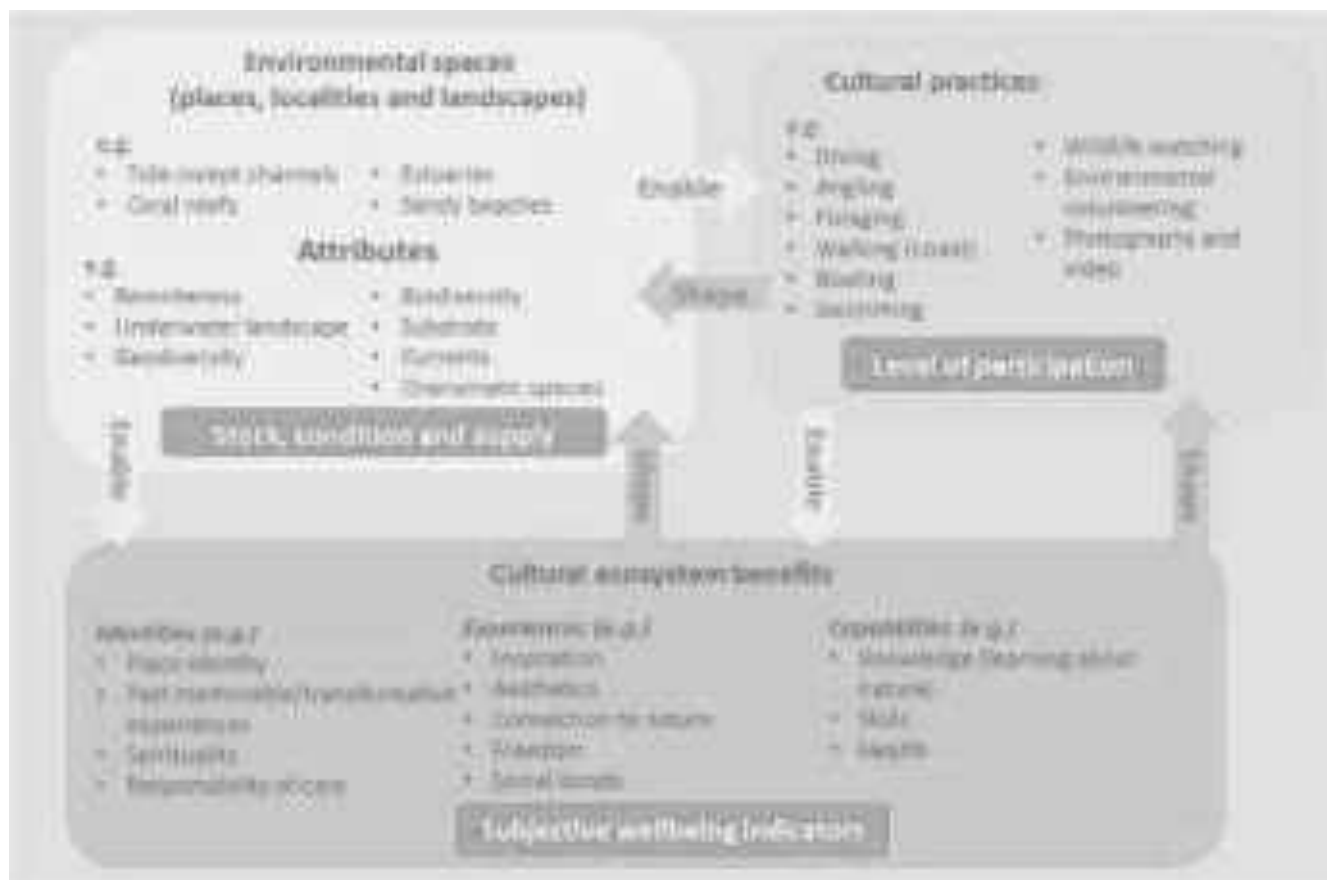 Environmental spaces
(places, localities and landscapes)
e.g.
• Tide-swept channels
• Coral reefs
• Estuaries
• Sandy beaches
Attributes
e.g.
• Remoteness
• Underwater landscape
• Geodiversity
• Biodiversity
• Substrate
• Currents
• Charismatic species
Stock, condition and supply
Enable
Shape
Cultural practices
e.g.
• Diving
• Angling
• Foraging
• Walking (coast)
• Boating
• Swimming
• Wildlife watching
• Environmental
volunteering
• Photography and
video
Level of participation
Enable
Shape
Enable
Shape
Cultural ecosystem benefits
Identities (e.g.)
• Place identity
• Past memorable/transformative
experiences
• Spirituality
• Responsibility of care
Experiences (e.g.)
• Inspiration
• Aesthetics
• Connection to nature
• Freedom
• Social bonds
Capabilities (e.g.)
• Knowledge (learning about
nature)
• Skills
• Health
Subjective wellbeing indicators